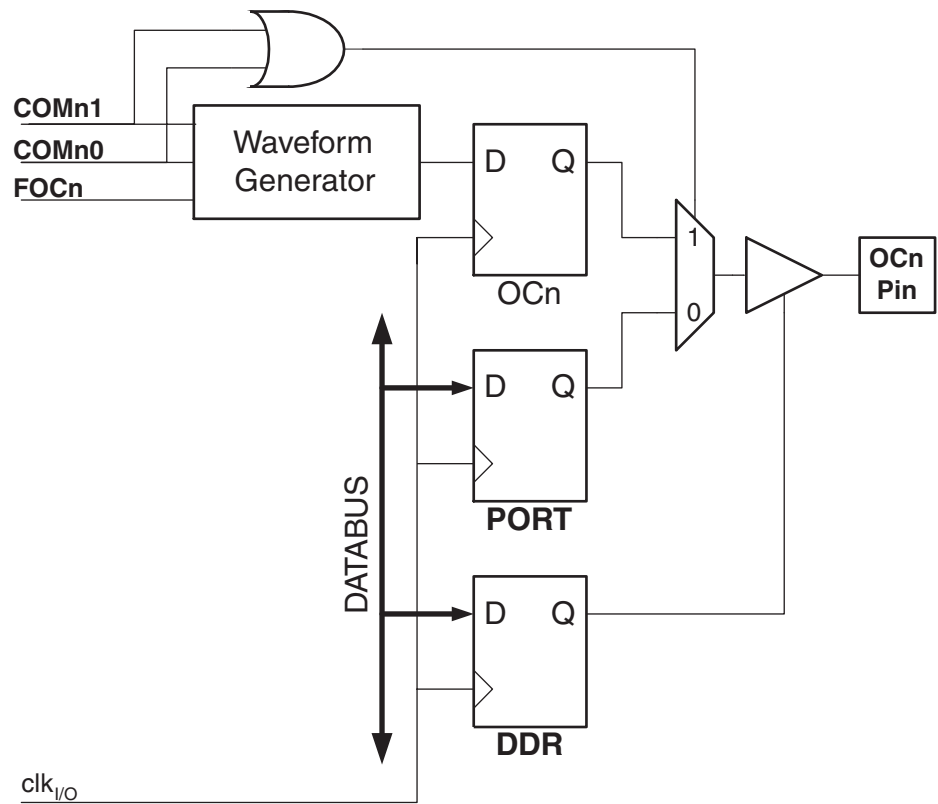 COMn1
COMn0
FOCn
Waveform
Generator
D Q
OCn
1
0
OCn
Pin
D Q
PORT
DATABUS
D Q
DDR
clkI/O